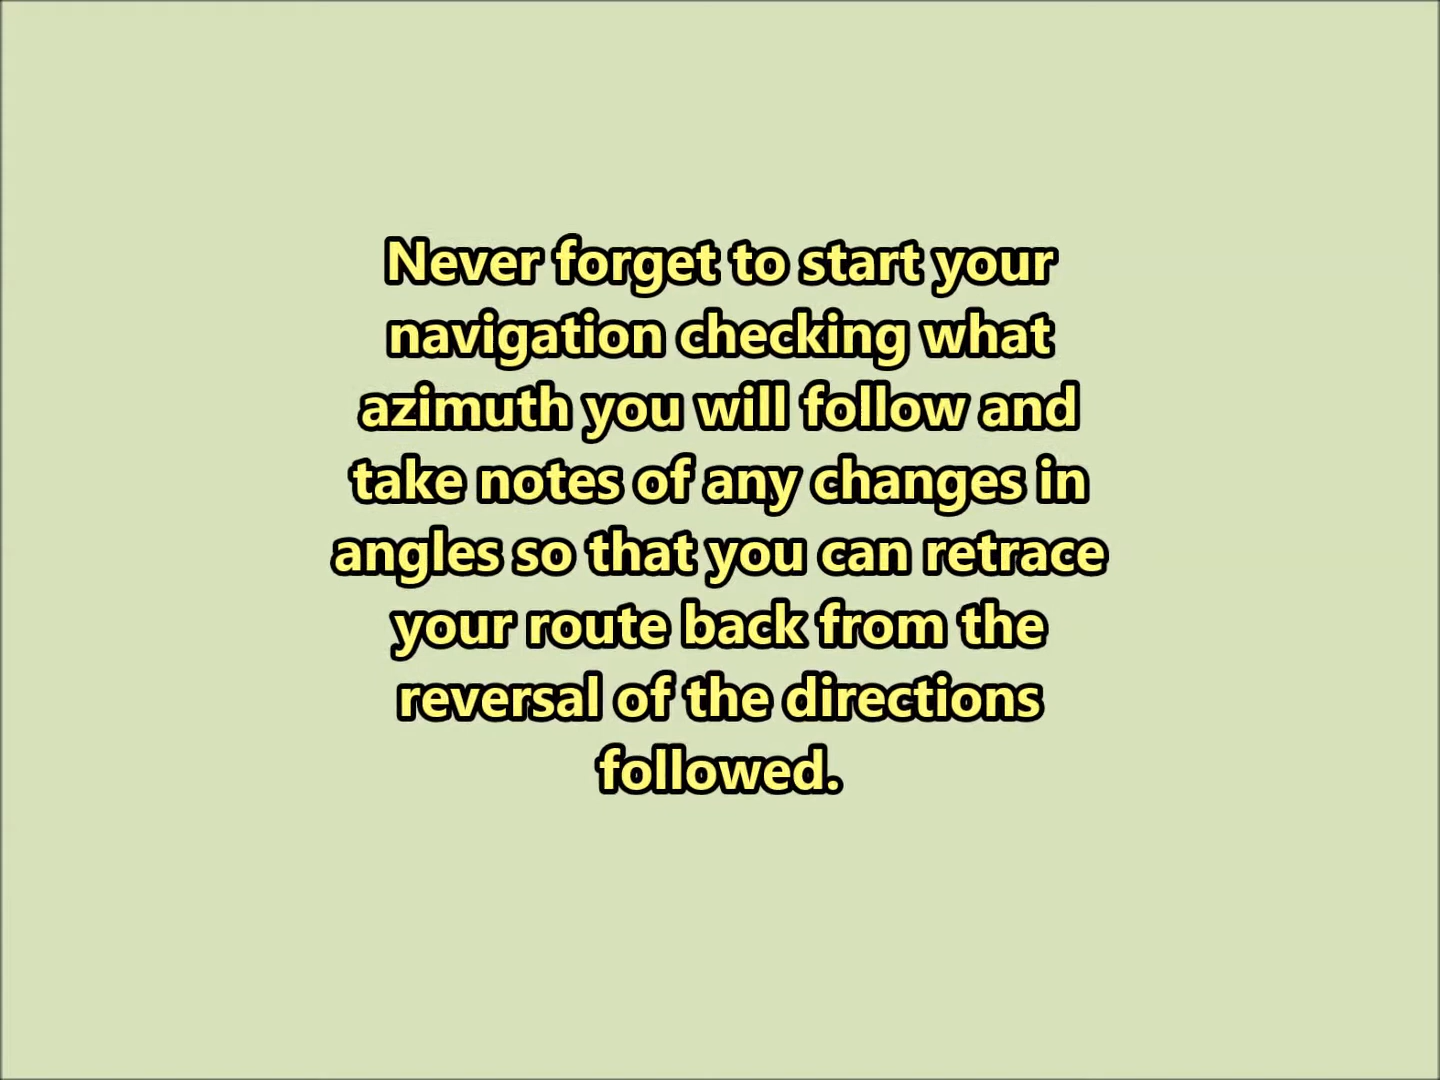 Never forget to start your
navigation checking what
azimuth you will follow and
take notes of any changes in
angles so that you can retrace
your route back from the
reversal of the directions
followed.